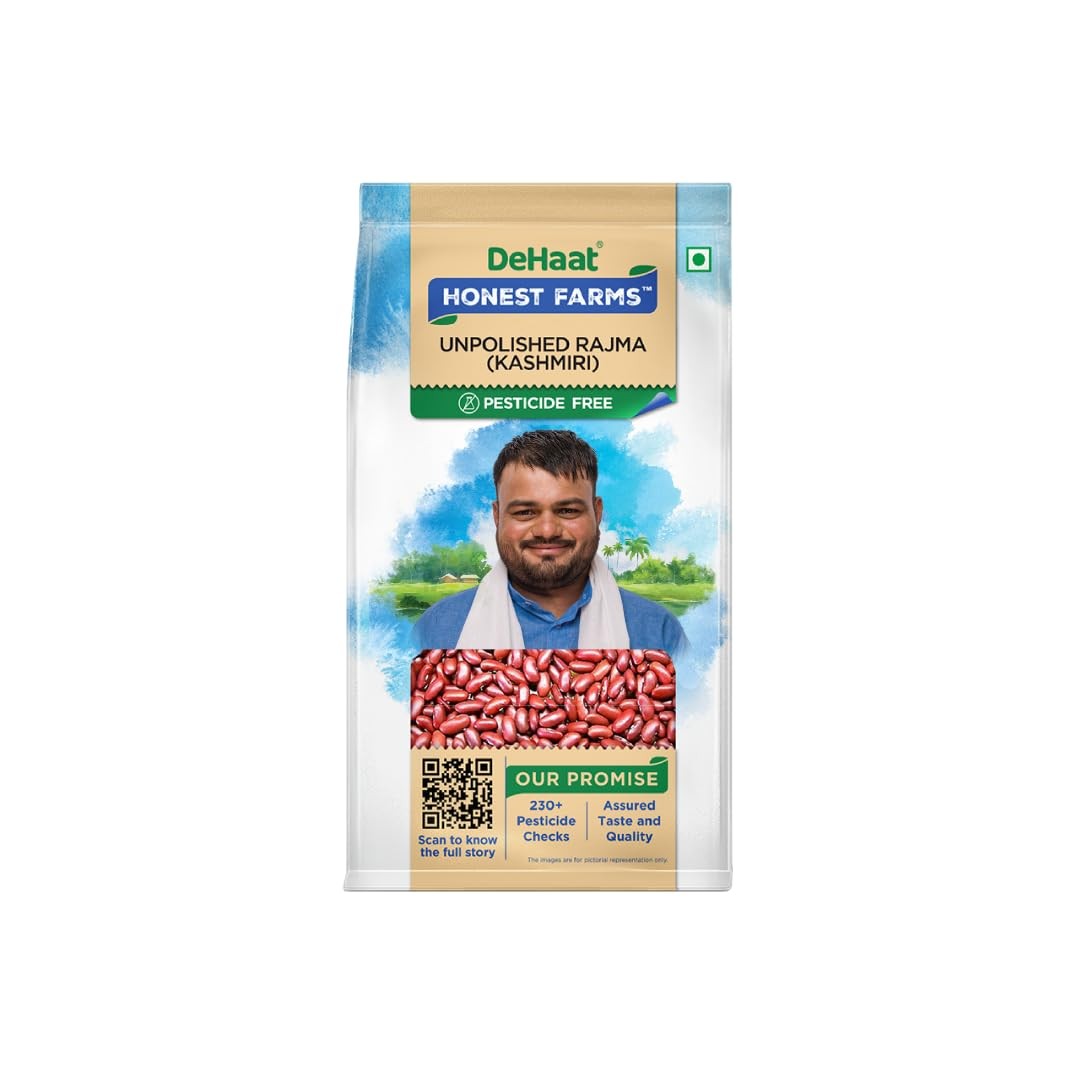 DeHaat®
HONEST FARMS™
UNPOLISHED RAJMA
(KASHMIRI)
PESTICIDE FREE
OUR PROMISE
230+
Pesticide
Checks
Assured
Taste and
Quality
Scan to know
the full story
The images are for pictorial representation only.